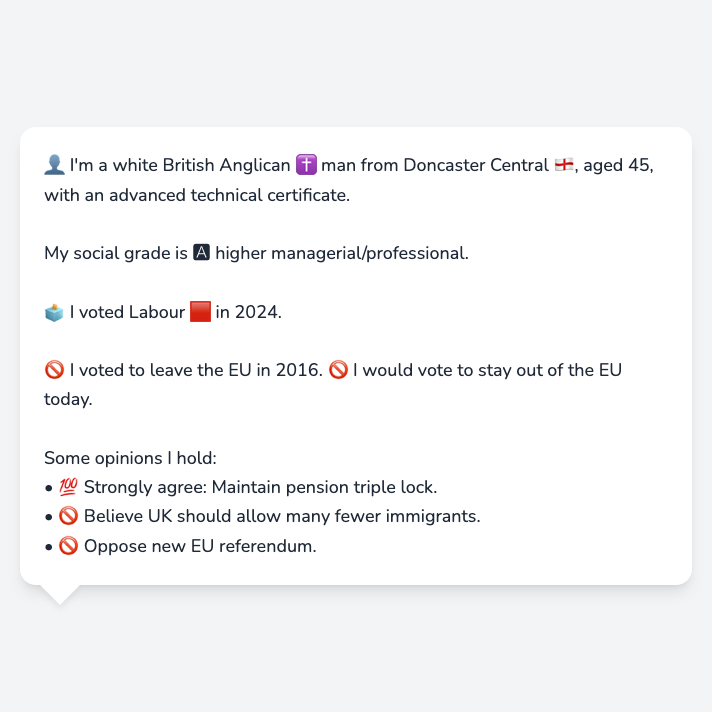 👤 I'm a white British Anglican ✝️ man from Doncaster Central 🏴󠁧󠁢󠁥󠁮󠁧󠁿, aged 45,
with an advanced technical certificate.
My social grade is 🅰 higher managerial/professional.
🗳️ I voted Labour 🟥 in 2024.
🚫 I voted to leave the EU in 2016. 🚫 I would vote to stay out of the EU
today.
Some opinions I hold:
• 💯 Strongly agree: Maintain pension triple lock.
• 🚫 Believe UK should allow many fewer immigrants.
• 🚫 Oppose new EU referendum.